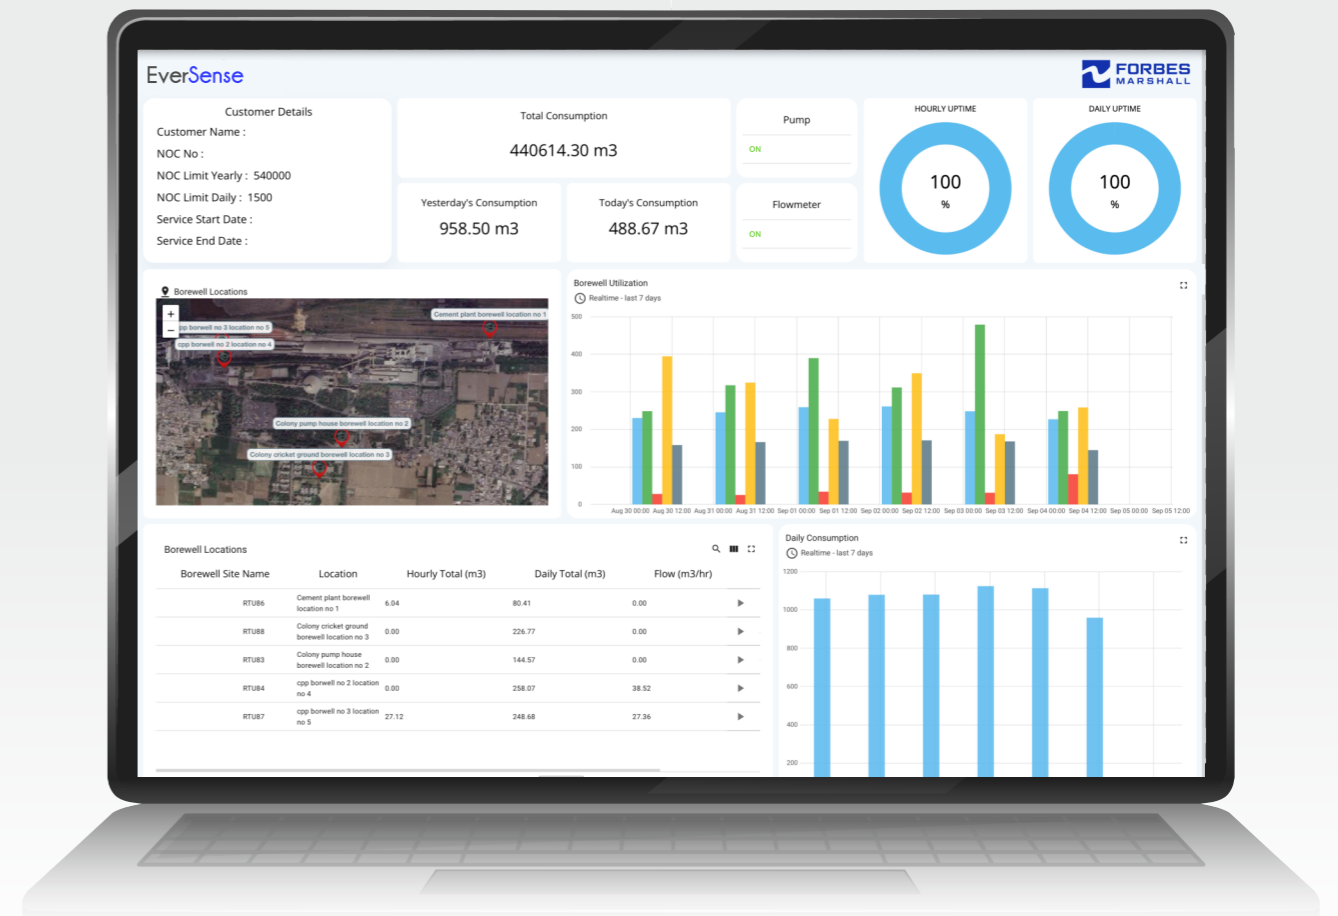 EverSense
FORBES
MARSHALL
Customer Details
Customer Name :
NOC No :
NOC Limit Yearly : 540000
NOC Limit Daily : 1500
Service Start Date :
Service End Date :
Total Consumption
440614.30 m3
Yesterday's Consumption
958.50 m3
Today's Consumption
488.67 m3
Pump
ON
Flowmeter
ON
HOURLY UPTIME
100
%
DAILY UPTIME
100
%
Borewell Locations
+
−
cpp borwell no 3 location no 5
cpp borwell no 2 location no 4
Cement plant borewell location no 1
Colony pump house borewell location no 2
Colony cricket ground borewell location no 3
Borewell Utilization
Realtime - last 7 days
500
400
300
200
100
0
Aug 30 00:00 Aug 30 12:00 Aug 31 00:00 Aug 31 12:00 Sep 01 00:00 Sep 01 12:00 Sep 02 00:00 Sep 02 12:00 Sep 03 00:00 Sep 03 12:00 Sep 04 00:00 Sep 04 12:00 Sep 05 00:00 Sep 05 12:00
Borewell Locations
Borewell Site Name Location Hourly Total (m3) Daily Total (m3) Flow (m3/hr)
RTU86 Cement plant borewell location no 1 6.04 80.41 0.00
RTU88 Colony cricket ground borewell location no 3 0.00 226.77 0.00
RTU83 Colony pump house borewell location no 2 0.00 144.57 0.00
RTU84 cpp borwell no 2 location no 4 0.00 258.07 38.52
RTU87 cpp borwell no 3 location no 5 27.12 248.68 27.36
Daily Consumption
Realtime - last 7 days
1200
1000
800
600
400
200